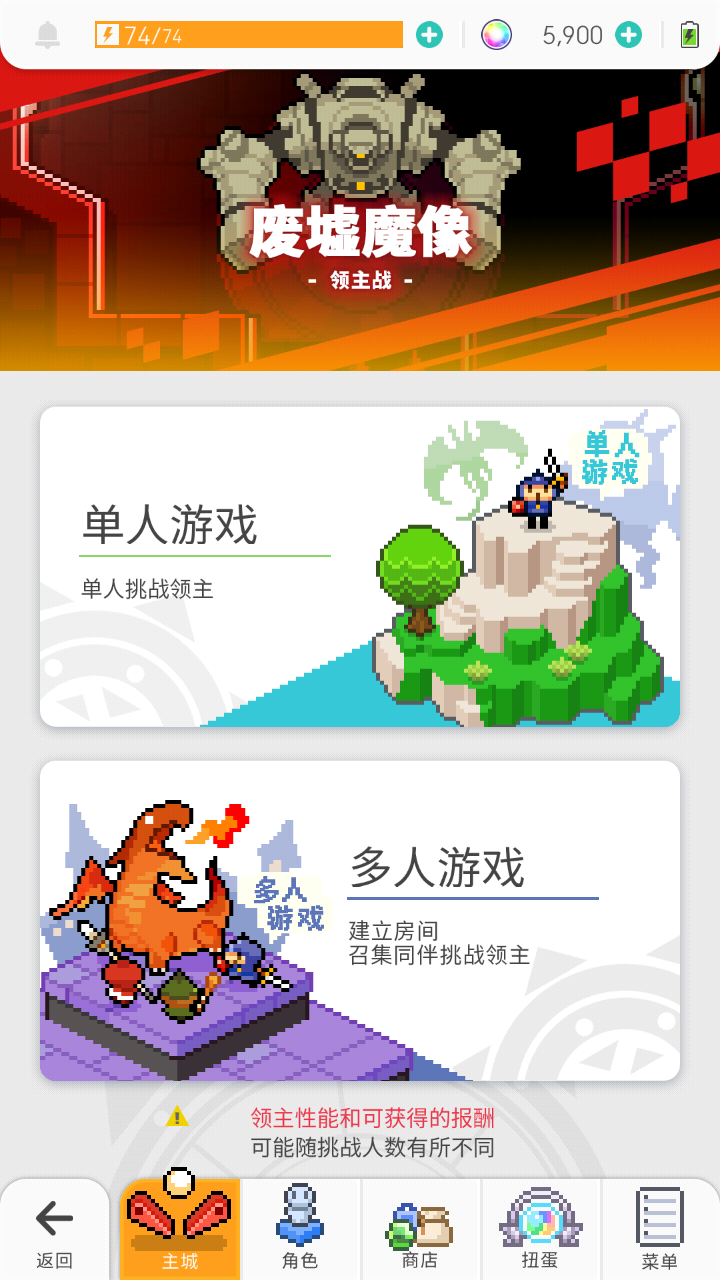 74/74
5,900
废墟魔像
- 领主战 -
单人
游戏
单人游戏
单人挑战领主
多人
游戏
多人游戏
建立房间
召集同伴挑战领主
领主性能和可获得的报酬
可能随挑战人数有所不同
返回
主城
角色
商店
扭蛋
菜单